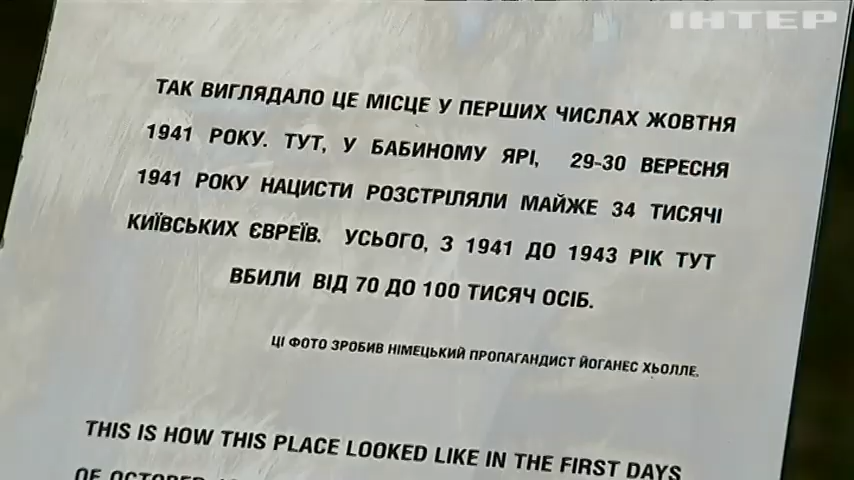 ІНТЕР
ТАК ВИГЛЯДАЛО ЦЕ МІСЦЕ У ПЕРШИХ ЧИСЛАХ ЖОВТНЯ
1941 РОКУ. ТУТ, У БАБИНОМУ ЯРІ, 29-30 ВЕРЕСНЯ
1941 РОКУ НАЦИСТИ РОЗСТРІЛЯЛИ МАЙЖЕ 34 ТИСЯЧІ
КИЇВСЬКИХ ЄВРЕЇВ. УСЬОГО, З 1941 ДО 1943 РІК ТУТ
ВБИЛИ ВІД 70 ДО 100 ТИСЯЧ ОСІБ.
ЦІ ФОТО ЗРОБИВ НІМЕЦЬКИЙ ПРОПАГАНДИСТ ЙОГАНЕС ХЬОЛЛЕ.
THIS IS HOW THIS PLACE LOOKED LIKE IN THE FIRST DAYS
OF OCTOBER